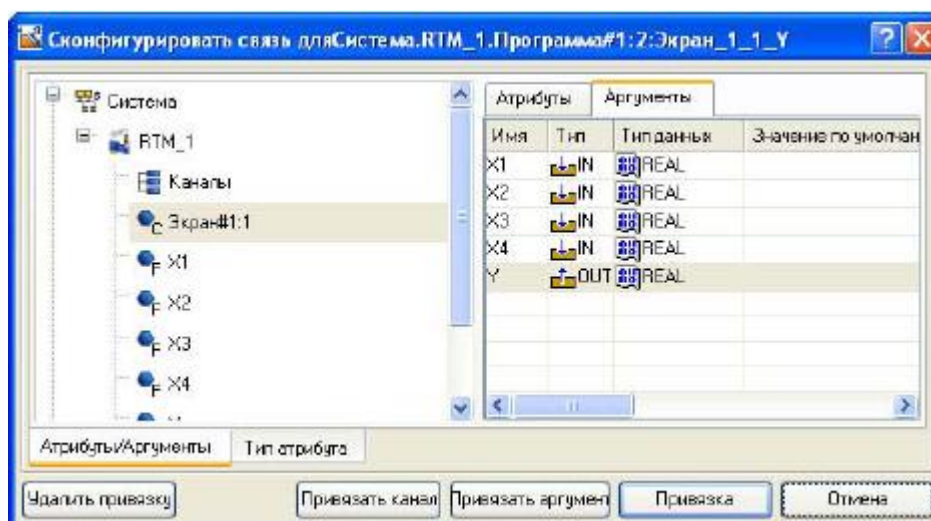 Сконфигурировать связь дляСистема.RTM_1.Программа#1:2:Экран_1_1_Y
Система
RTM_1
Каналы
Экран#1:1
X1
X2
X3
X4
Атрибуты Аргументы
Имя Тип Тип данных Значение по умолчан
X1 IN REAL
X2 IN REAL
X3 IN REAL
X4 IN REAL
Y OUT REAL
Атрибуты/Аргументы Тип атрибута
Удалить привязку Привязать канал Привязать аргумен Привязка Отмена